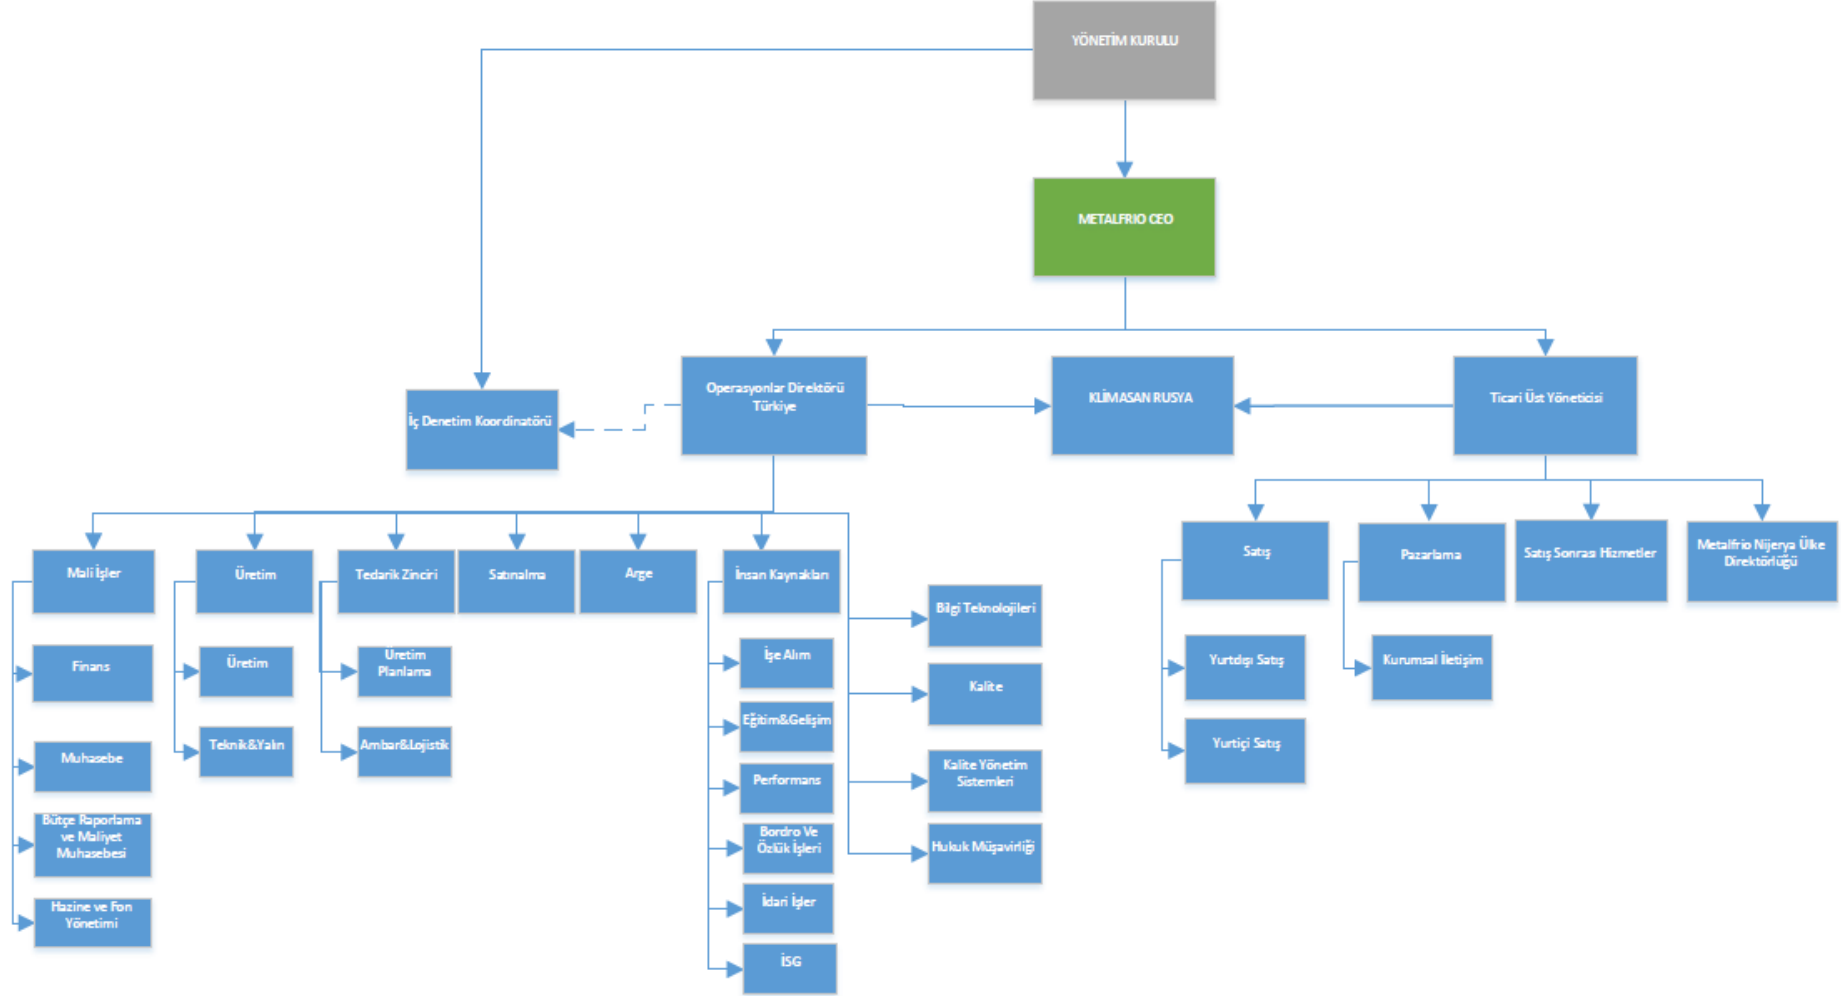 YÖNETİM KURULU
METALFRIO CEO
İç Denetim Koordinatörü
Operasyonlar Direktörü
Türkiye
KLİMASAN RUSYA
Ticari Üst Yöneticisi
Mali İşler
Üretim
Tedarik Zinciri
Satınalma
Arge
İnsan Kaynakları
Satış
Pazarlama
Satış Sonrası Hizmetler
Metalfrio Nijerya Ülke
Direktörlüğü
Finans
Muhasebe
Bütçe Raporlama
ve Maliyet
Muhasebesi
Hazine ve Fon
Yönetimi
Üretim
Teknik&Yalın
Üretim
Planlama
Ambar&Lojistik
İşe Alım
Eğitim&Gelişim
Performans
Bordro Ve
Özlük İşleri
İdari İşler
İSG
Bilgi Teknolojileri
Kalite
Kalite Yönetim
Sistemleri
Hukuk Müşavirliği
Yurtdışı Satış
Yurtiçi Satış
Kurumsal İletişim